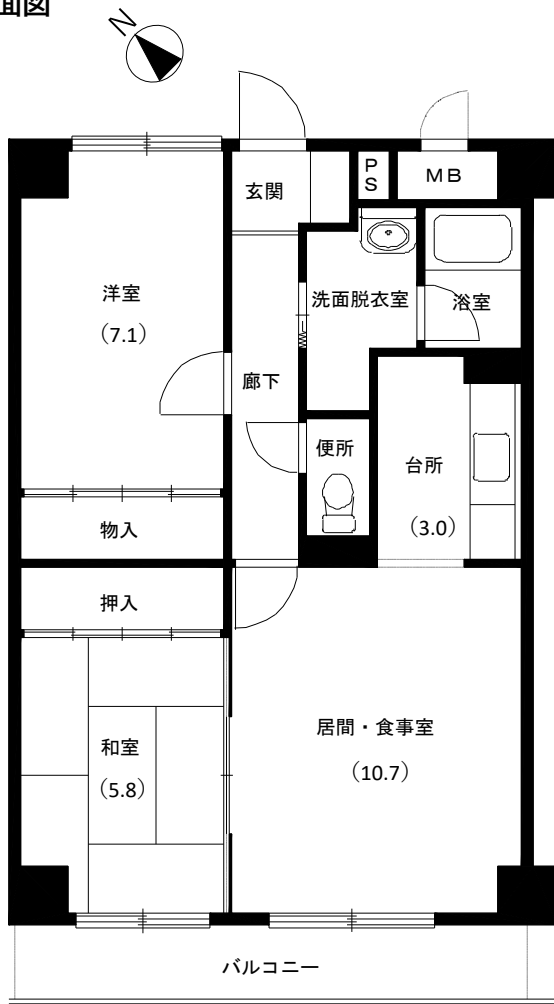 面図
N
玄関
PS
MB
洋室
（7.1）
洗面脱衣室
浴室
廊下
便所
台所
（3.0）
物入
押入
和室
（5.8）
居間・食事室
（10.7）
バルコニー